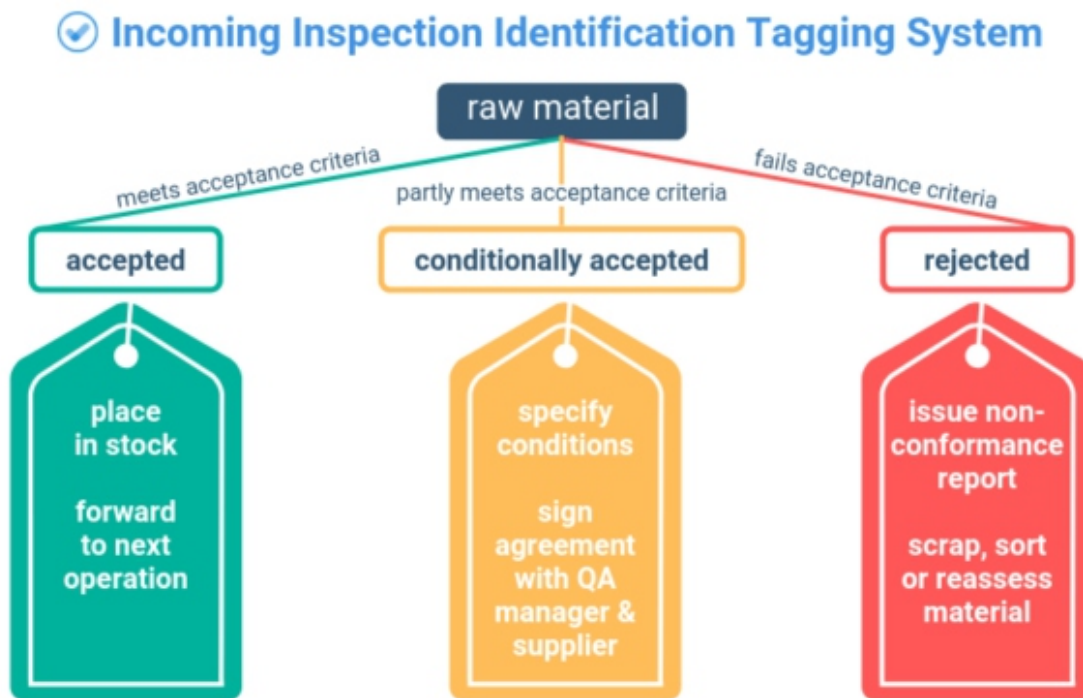 Incoming Inspection Identification Tagging System
raw material
meets acceptance criteria
partly meets acceptance criteria
fails acceptance criteria
accepted
conditionally accepted
rejected
place
in stock
forward
to next
operation
specify
conditions
sign
agreement
with QA
manager &
supplier
issue non-
conformance
report
scrap, sort
or reassess
material